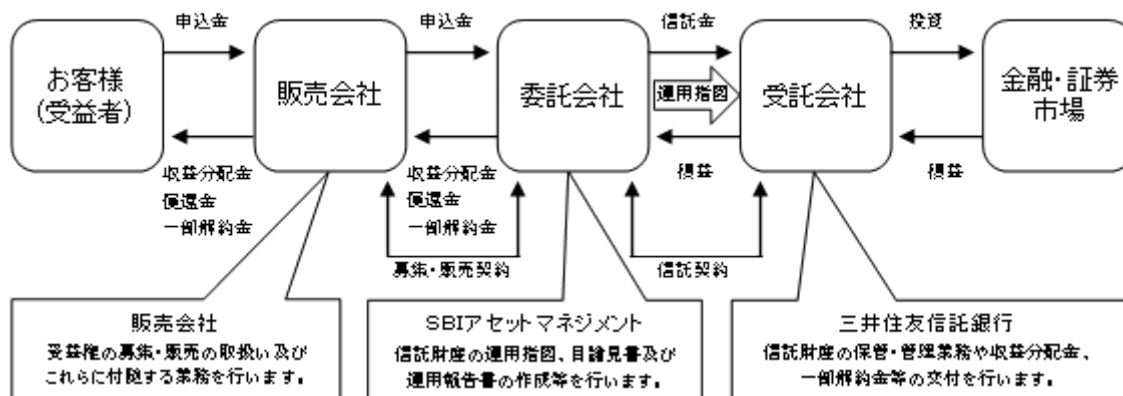 申込金
申込金
信託金
投資
お客様
(受益者)
販売会社
委託会社
運用指図
受託会社
金融・証券
市場
収益分配金
償還金
一部解約金
収益分配金
償還金
一部解約金
損益
損益
募集・販売契約
信託契約
販売会社
受益権の募集・販売の取扱い及び
これらに付随する業務を行います。
SBIアセットマネジメント
信託財産の運用指図、目論見書及び
運用報告書の作成等を行います。
三井住友信託銀行
信託財産の保管・管理業務や収益分配金、
一部解約金等の交付を行います。